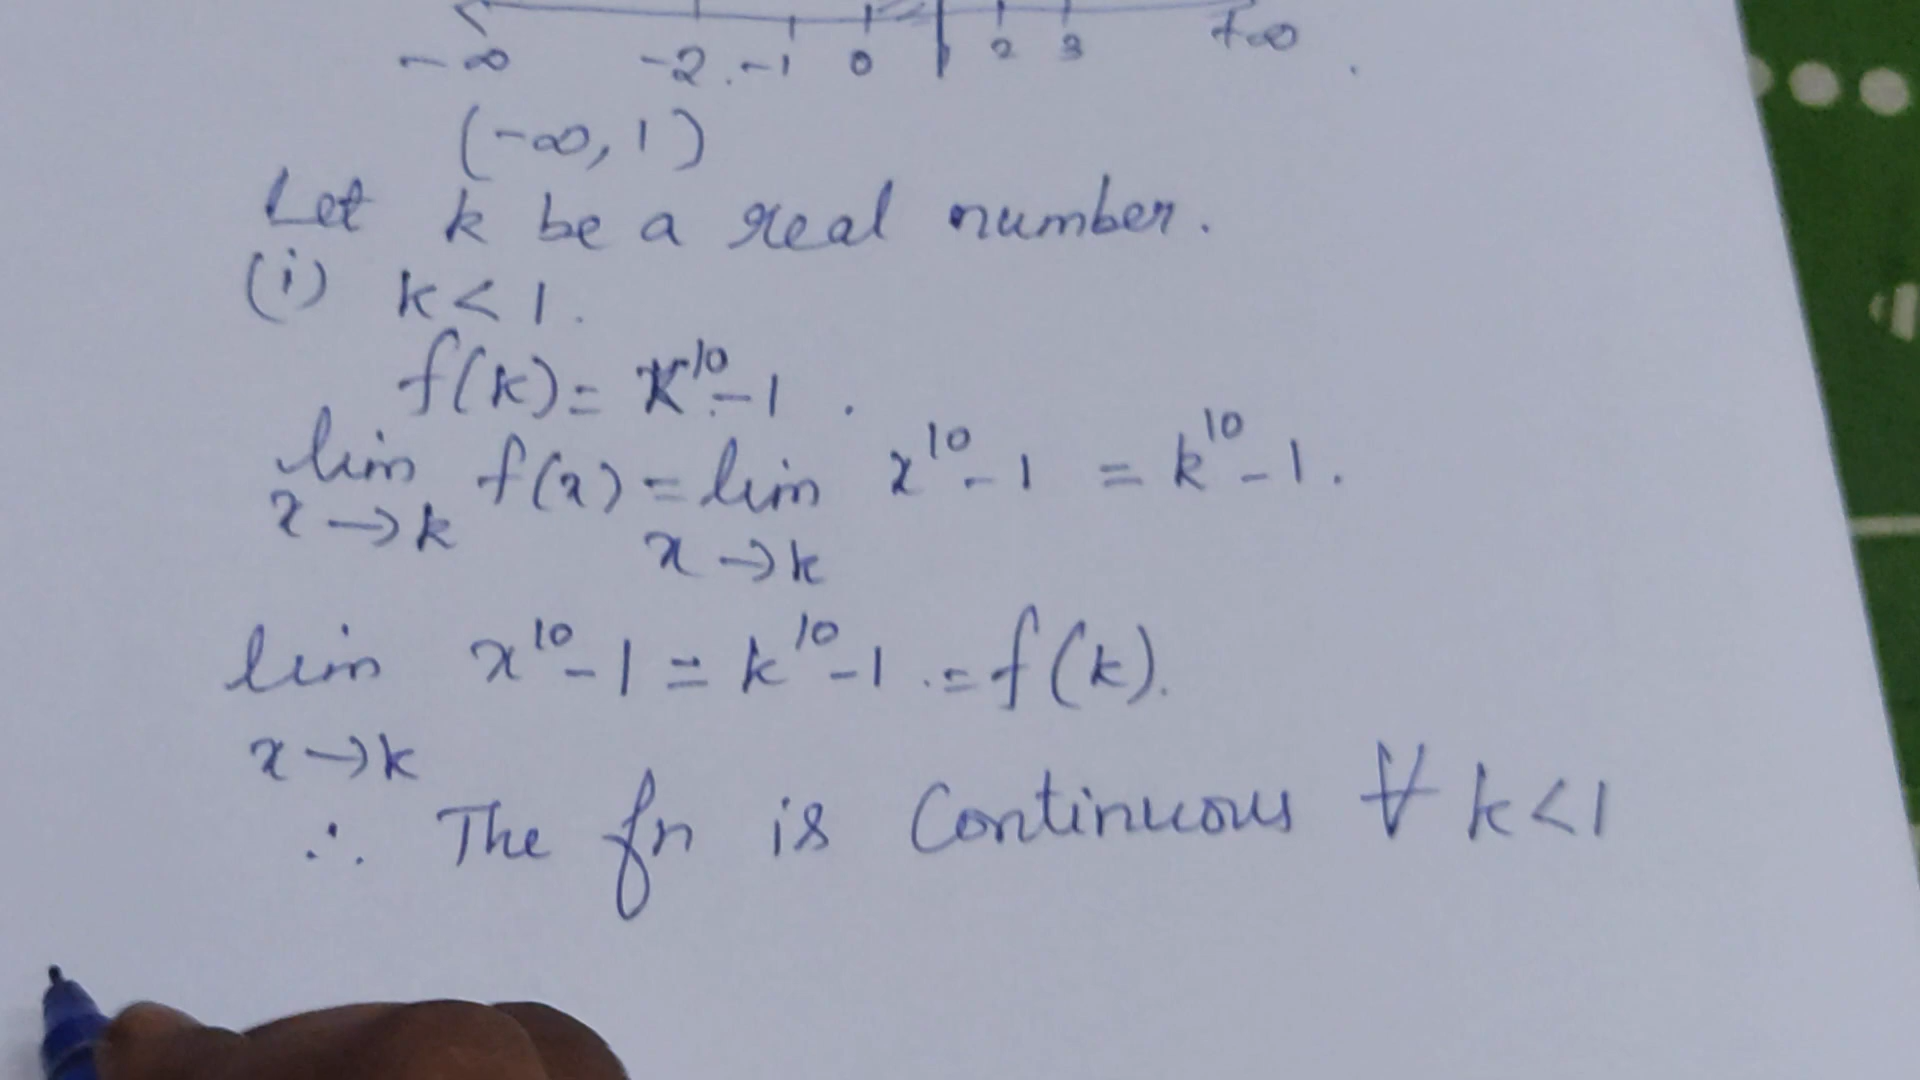 -∞ -2 -1 0 1 2 3 +∞
(-∞, 1)
Let k be a real number.
(i) k < 1.
f(k) = k¹⁰-1.
lim f(x) = lim x¹⁰-1 = k¹⁰-1.
x→k x→k
lim x¹⁰-1 = k¹⁰-1. = f(k).
x→k
∴ The fn is Continuous ∀ k<1